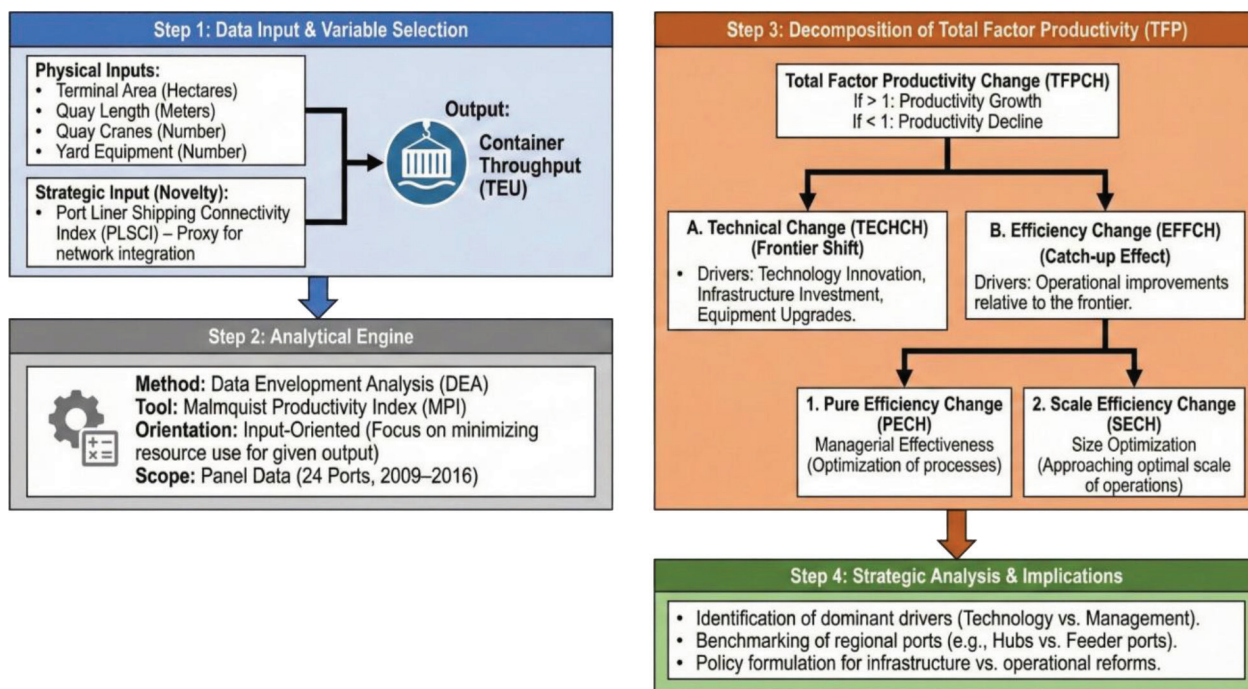 Step 1: Data Input & Variable Selection
Physical Inputs:
• Terminal Area (Hectares)
• Quay Length (Meters)
• Quay Cranes (Number)
• Yard Equipment (Number)
Strategic Input (Novelty):
• Port Liner Shipping Connectivity
Index (PLSCI) – Proxy for
network integration
Output:
Container
Throughput
(TEU)
Step 2: Analytical Engine
Method: Data Envelopment Analysis (DEA)
Tool: Malmquist Productivity Index (MPI)
Orientation: Input-Oriented (Focus on minimizing
resource use for given output)
Scope: Panel Data (24 Ports, 2009–2016)
Step 3: Decomposition of Total Factor Productivity (TFP)
Total Factor Productivity Change (TFPCH)
If > 1: Productivity Growth
If < 1: Productivity Decline
A. Technical Change (TECHCH)
(Frontier Shift)
• Drivers: Technology Innovation,
Infrastructure Investment,
Equipment Upgrades.
B. Efficiency Change (EFFCH)
(Catch-up Effect)
Drivers: Operational improvements
relative to the frontier.
1. Pure Efficiency Change
(PECH)
Managerial Effectiveness
(Optimization of processes)
2. Scale Efficiency Change
(SECH)
Size Optimization
(Approaching optimal scale
of operations)
Step 4: Strategic Analysis & Implications
• Identification of dominant drivers (Technology vs. Management).
• Benchmarking of regional ports (e.g., Hubs vs. Feeder ports).
• Policy formulation for infrastructure vs. operational reforms.